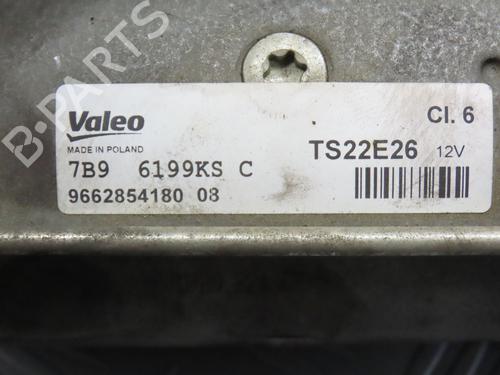 Valeo
Cl. 6
MADE IN POLAND
TS22E26 12V
7B9 6199KS C
9662854180 08
B-PARTS